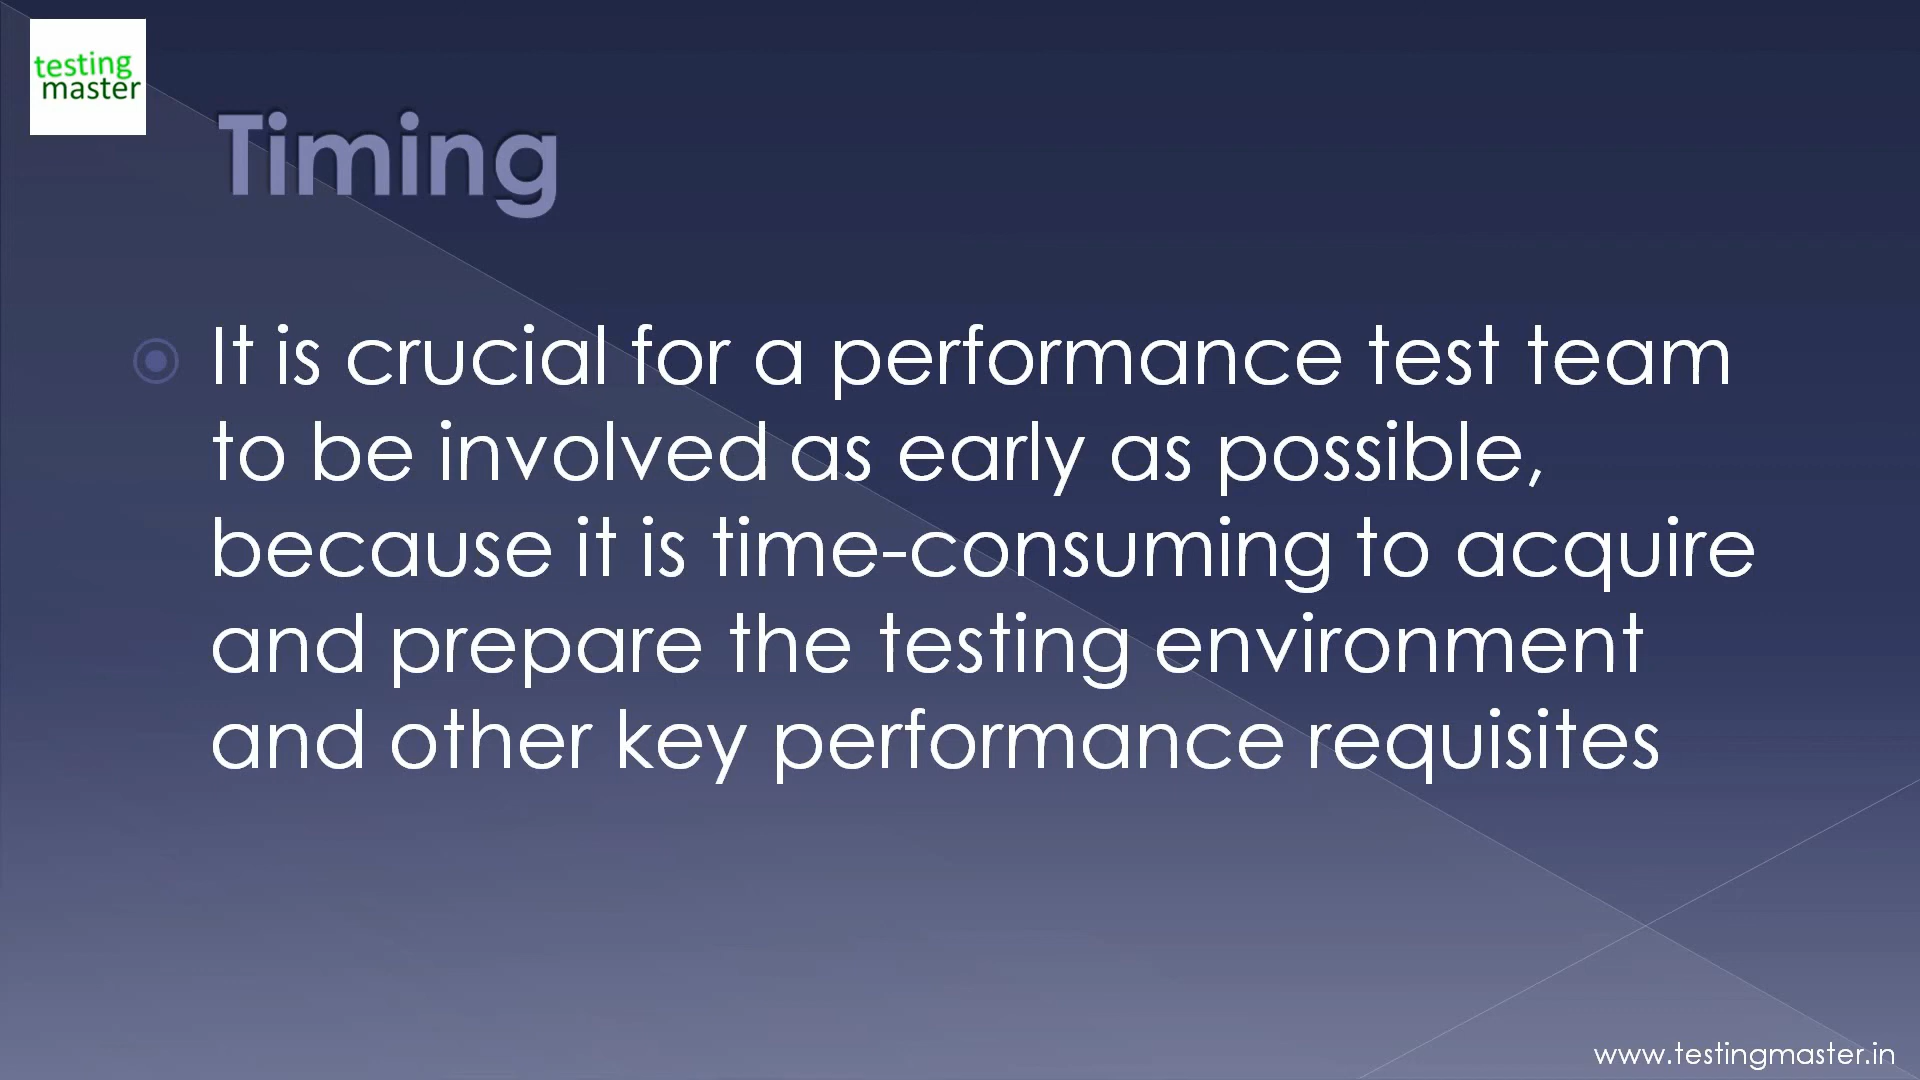 testing
master
Timing
It is crucial for a performance test team
to be involved as early as possible,
because it is time-consuming to acquire
and prepare the testing environment
and other key performance requisites
www.testingmaster.in